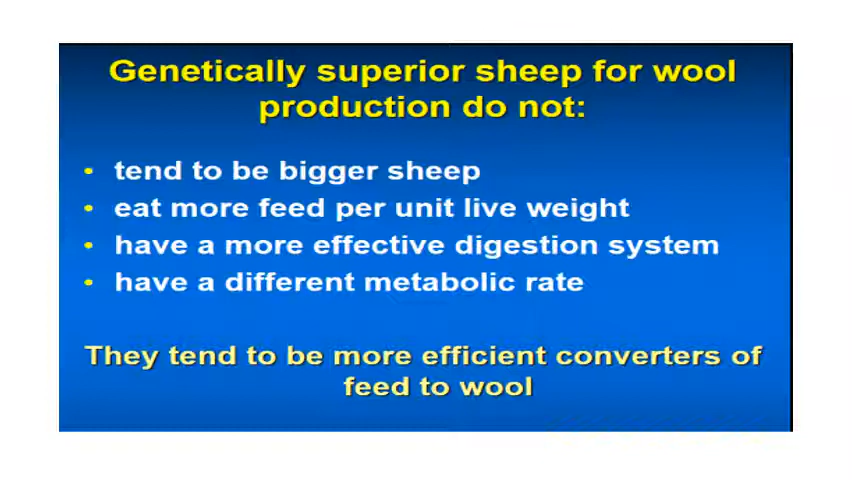 Genetically superior sheep for wool
production do not:
• tend to be bigger sheep
• eat more feed per unit live weight
• have a more effective digestion system
• have a different metabolic rate
They tend to be more efficient converters of
feed to wool